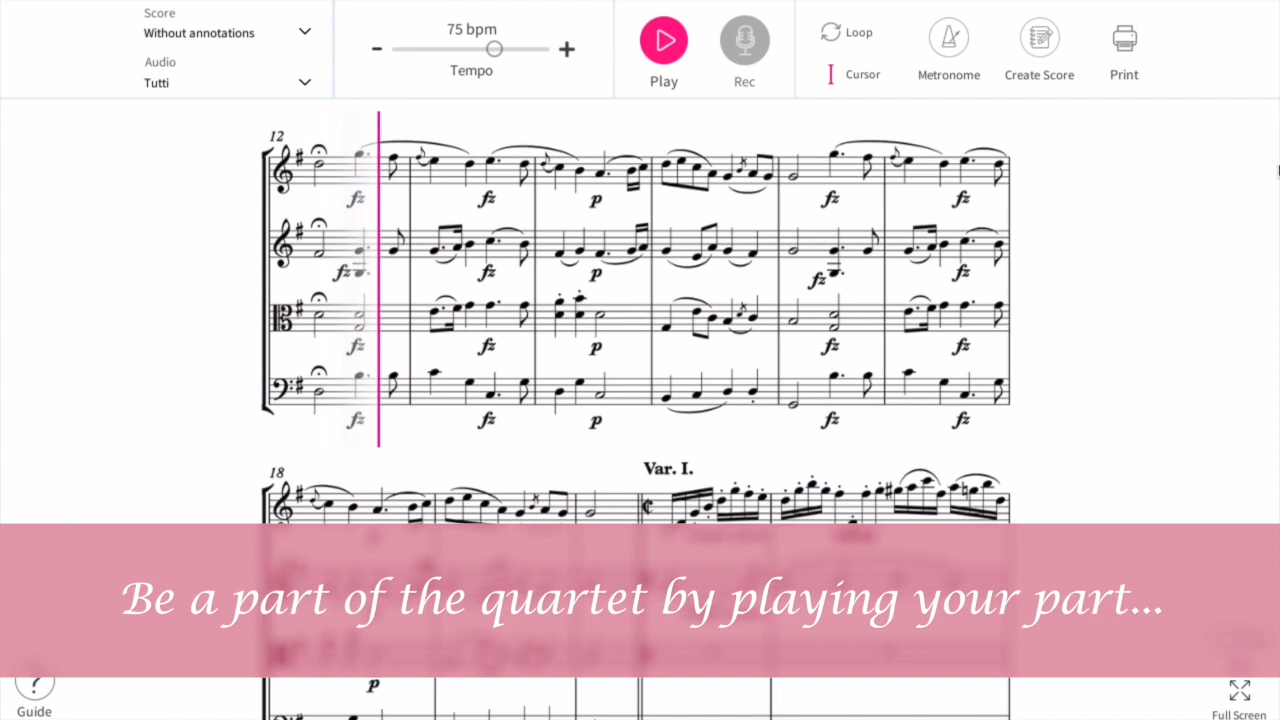 Score
Without annotations
Audio
Tutti
75 bpm
Tempo
Play
Rec
Loop
Cursor
Metronome
Create Score
Print
12
fz fz p fz fz
fz fz p fz fz
fz fz p fz fz
fz fz p fz fz
18
Var. I.
Be a part of the quartet by playing your part...
p
?
Guide
Full Screen